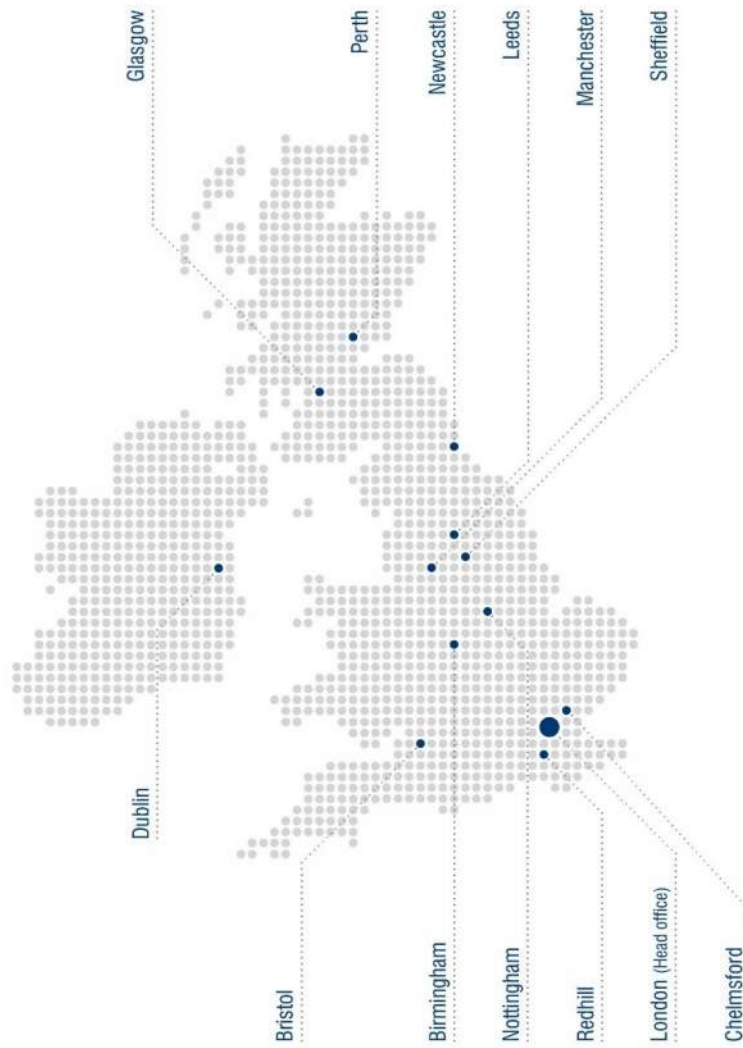 Glasgow
Perth
Newcastle
Leeds
Manchester
Sheffield
Dublin
Bristol
Birmingham
Nottingham
Redhill
London (Head office)
Chelmsford